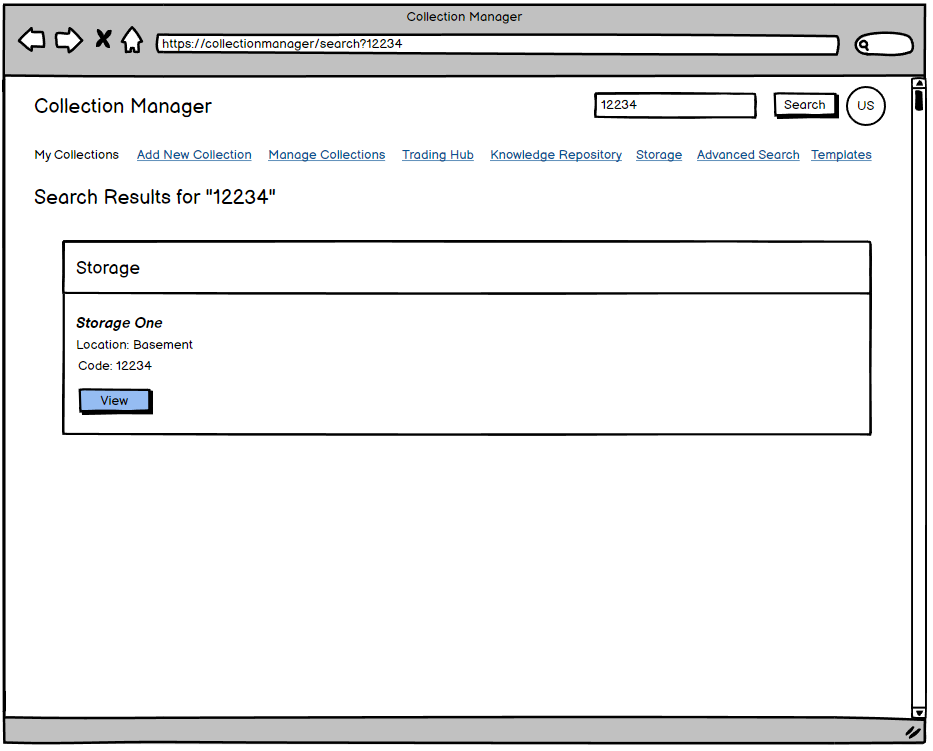 Collection Manager
https://collectionmanager/search?12234
Collection Manager
12234
Search
US
My Collections Add New Collection Manage Collections Trading Hub Knowledge Repository Storage Advanced Search Templates
Search Results for "12234"
Storage
Storage One
Location: Basement
Code: 12234
View